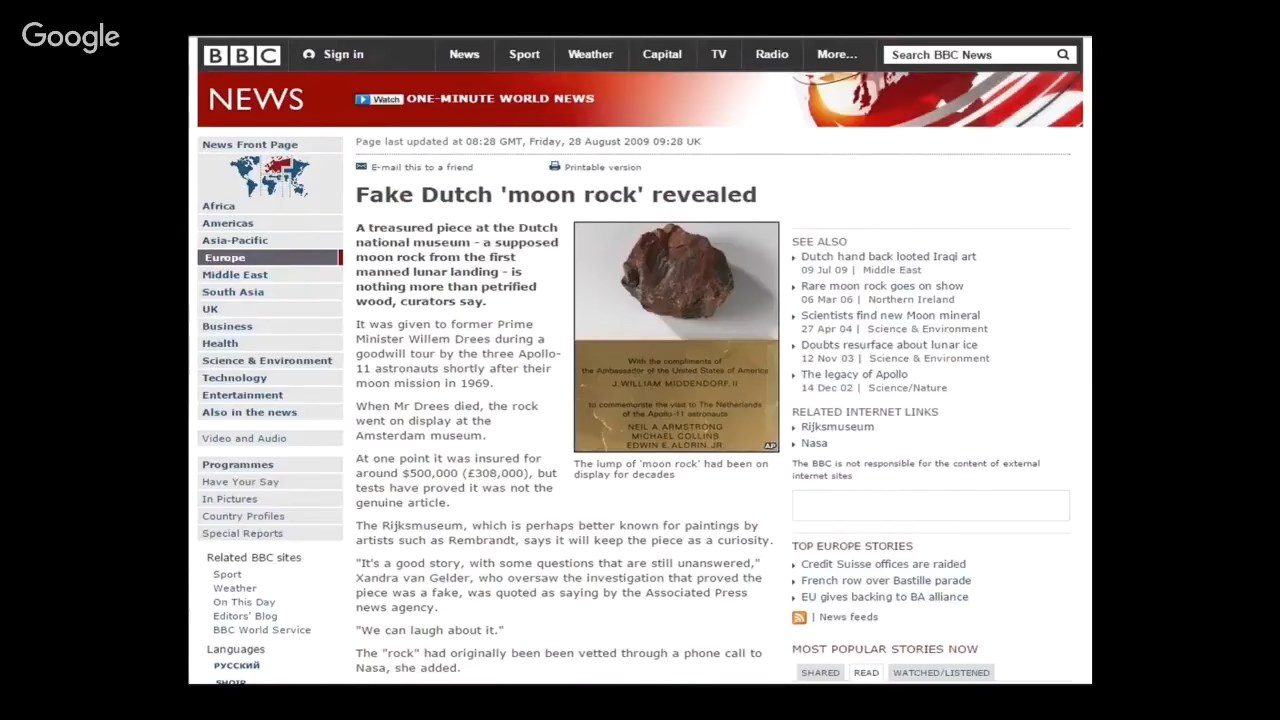 Google
BBC
Sign in
News
Sport
Weather
Capital
TV
Radio
More...
Search BBC News
NEWS
Watch ONE-MINUTE WORLD NEWS
News Front Page
Africa
Americas
Asia-Pacific
Europe
Middle East
South Asia
UK
Business
Health
Science & Environment
Technology
Entertainment
Also in the news
Video and Audio
Programmes
Have Your Say
In Pictures
Country Profiles
Special Reports
Related BBC sites
Sport
Weather
On This Day
Editors' Blog
BBC World Service
Languages
РУССКИЙ
Page last updated at 08:28 GMT, Friday, 28 August 2009 09:28 UK
E-mail this to a friend
Printable version
Fake Dutch 'moon rock' revealed
A treasured piece at the Dutch
national museum - a supposed
moon rock from the first
manned lunar landing - is
nothing more than petrified
wood, curators say.
It was given to former Prime
Minister Willem Drees during a
goodwill tour by the three Apollo-
11 astronauts shortly after their
moon mission in 1969.
When Mr Drees died, the rock
went on display at the
Amsterdam museum.
At one point it was insured for
around $500,000 (£308,000), but
tests have proved it was not the
genuine article.
With the compliments of
the Ambassador of the United States of America
J. WILLIAM MIDDENDORF. II
to commemorate the visit to The Netherlands
of the Apollo-11 astronauts
NEIL A. ARMSTRONG
MICHAEL COLLINS
EDWIN E. ALDRIN. JR.
AP
The lump of 'moon rock' had been on
display for decades
The Rijksmuseum, which is perhaps better known for paintings by
artists such as Rembrandt, says it will keep the piece as a curiosity.
"It's a good story, with some questions that are still unanswered,"
Xandra van Gelder, who oversaw the investigation that proved the
piece was a fake, was quoted as saying by the Associated Press
news agency.
"We can laugh about it."
The "rock" had originally been been vetted through a phone call to
Nasa, she added.
SEE ALSO
Dutch hand back looted Iraqi art
09 Jul 09 | Middle East
Rare moon rock goes on show
06 Mar 06 | Northern Ireland
Scientists find new Moon mineral
27 Apr 04 | Science & Environment
Doubts resurface about lunar ice
12 Nov 03 | Science & Environment
The legacy of Apollo
14 Dec 02 | Science/Nature
RELATED INTERNET LINKS
Rijksmuseum
Nasa
The BBC is not responsible for the content of external
internet sites
TOP EUROPE STORIES
Credit Suisse offices are raided
French row over Bastille parade
EU gives backing to BA alliance
| News feeds
MOST POPULAR STORIES NOW
SHARED
READ
WATCHED/LISTENED